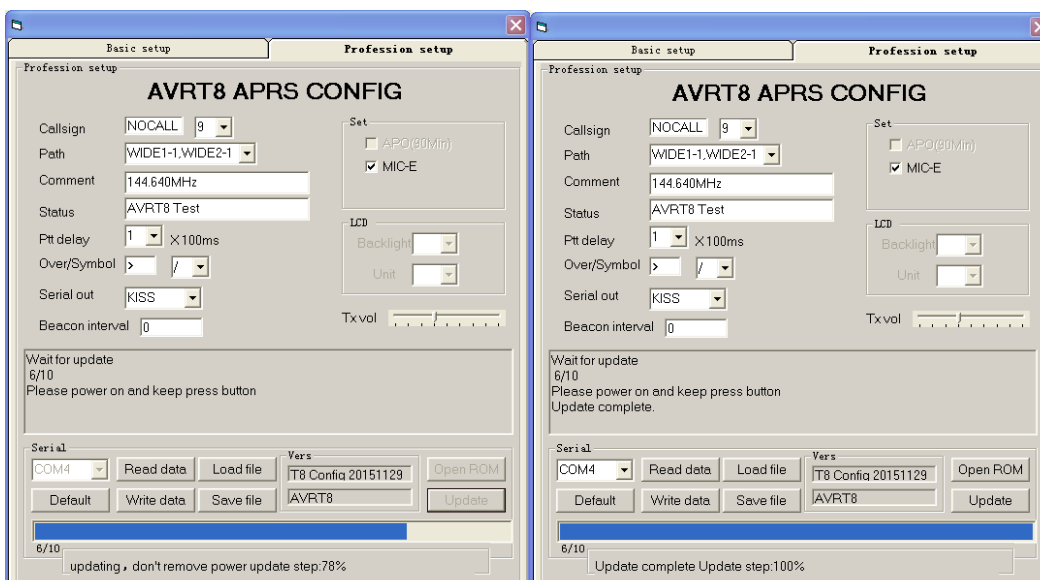 Basic setup
Profession setup
Profession setup
AVRT8 APRS CONFIG
Callsign
NOCALL
9
Path
WIDE1-1,WIDE2-1
Comment
144.640MHz
Status
AVRT8 Test
Ptt delay
1
X100ms
Over/Symbol
>
/
Serial out
KISS
Beacon interval
0
Set
APO(90Min)
MIC-E
LCD
Backlight
Unit
Tx vol
Wait for update
6/10
Please power on and keep press button
Serial
COM4
Read data
Load file
Default
Write data
Save file
Vers
T8 Config 20151129
AVRT8
Open ROM
Update
6/10
updating，don't remove power update step:78%
Basic setup
Profession setup
Profession setup
AVRT8 APRS CONFIG
Callsign
NOCALL
9
Path
WIDE1-1,WIDE2-1
Comment
144.640MHz
Status
AVRT8 Test
Ptt delay
1
X100ms
Over/Symbol
>
/
Serial out
KISS
Beacon interval
0
Set
APO(90Min)
MIC-E
LCD
Backlight
Unit
Tx vol
Wait for update
6/10
Please power on and keep press button
Update complete.
Serial
COM4
Read data
Load file
Default
Write data
Save file
Vers
T8 Config 20151129
AVRT8
Open ROM
Update
6/10
Update complete Update step:100%